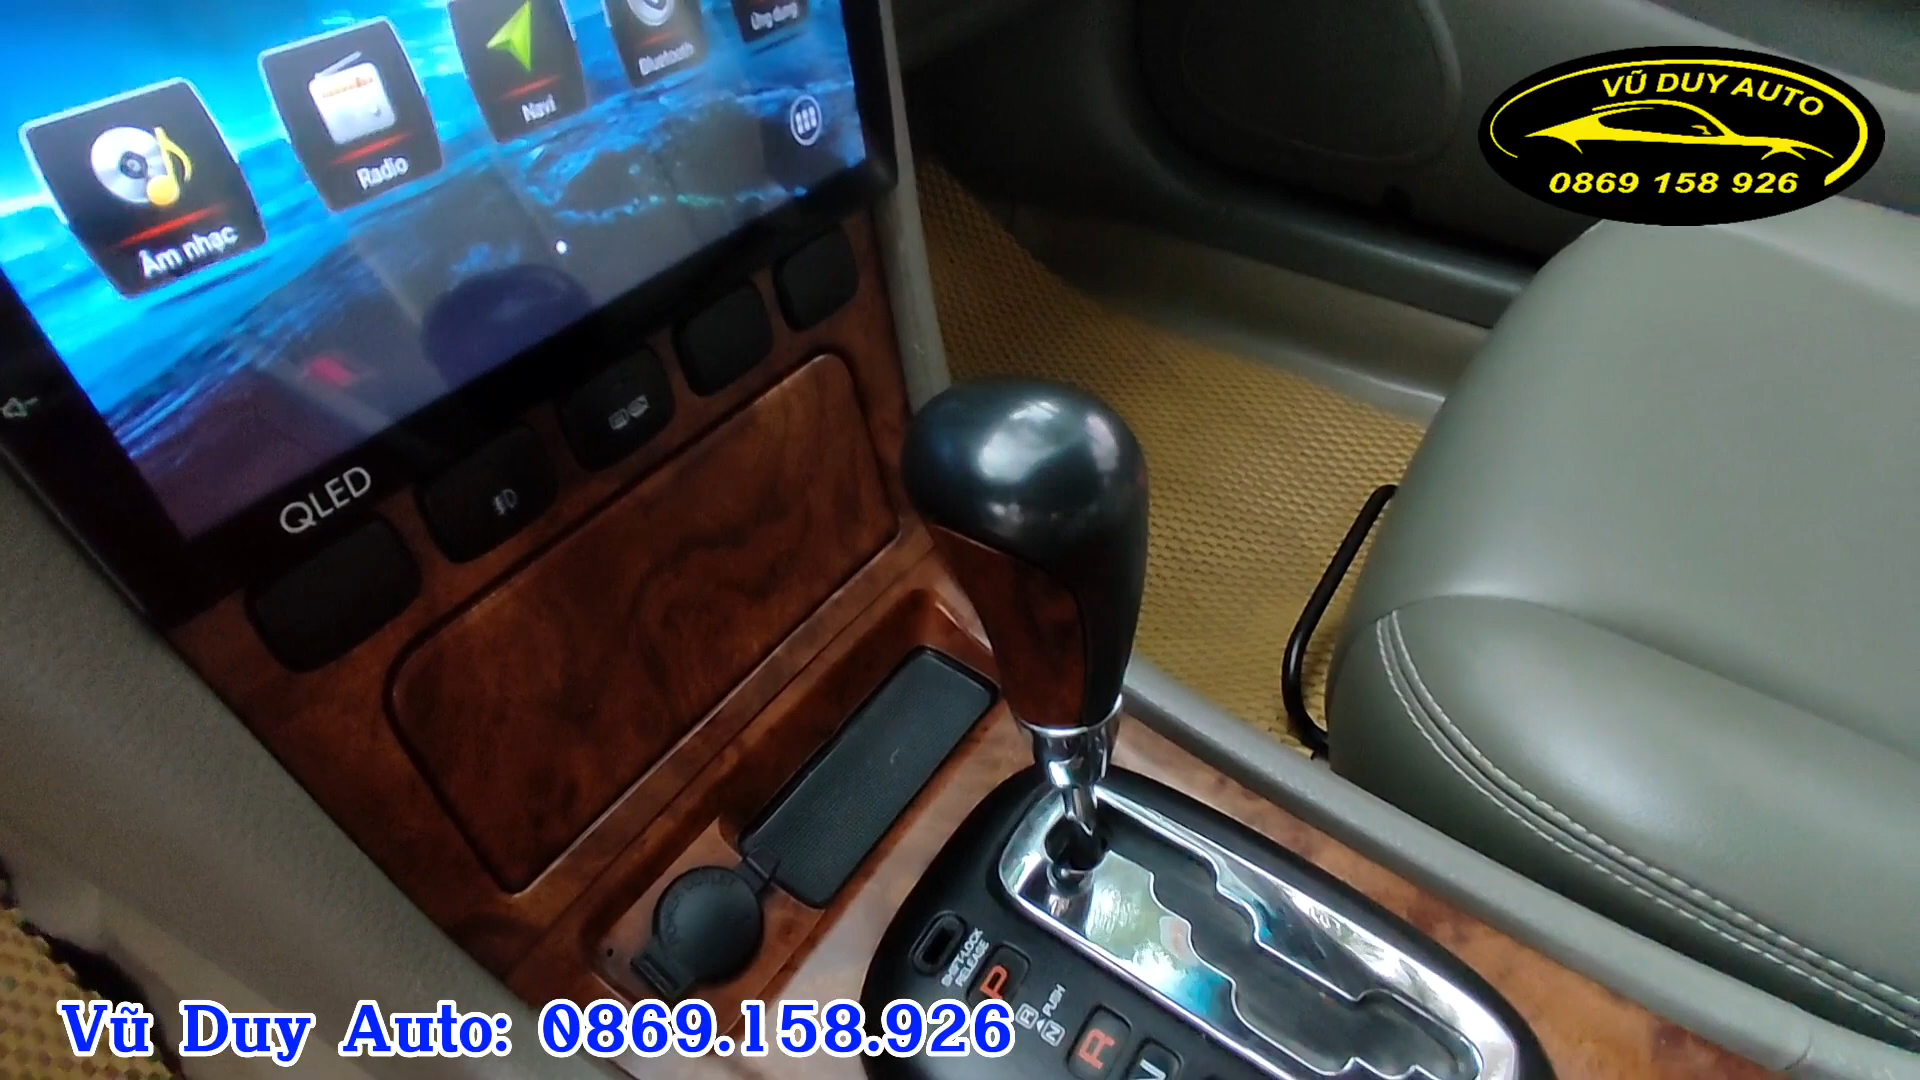 Ứng dụng
Bluetooth
Navi
Radio
Âm nhạc
QLED
VŨ DUY AUTO
0869 158 926
SHIFT-LOCK
RELEASE
P
PUSH
R
N
R
N
Vũ Duy Auto: 0869.158.926